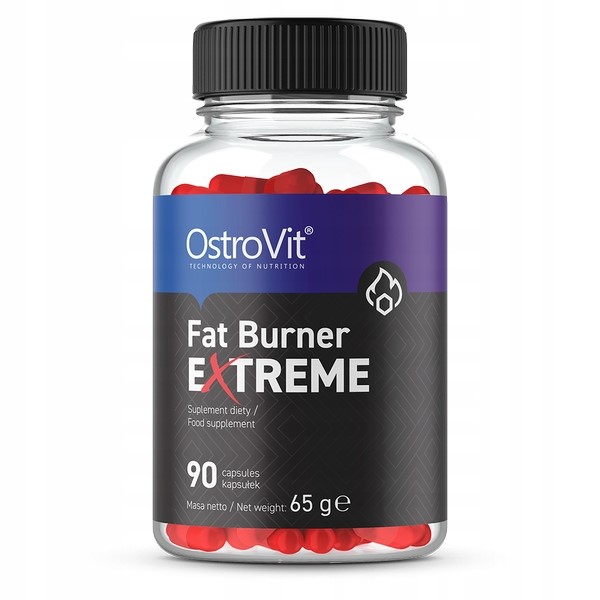 OstroVit®
TECHNOLOGY OF NUTRITION
Fat Burner
EXTREME
Suplement diety /
Food supplement
90 capsules
kapsułek
Masa netto / Net weight: 65 g℮